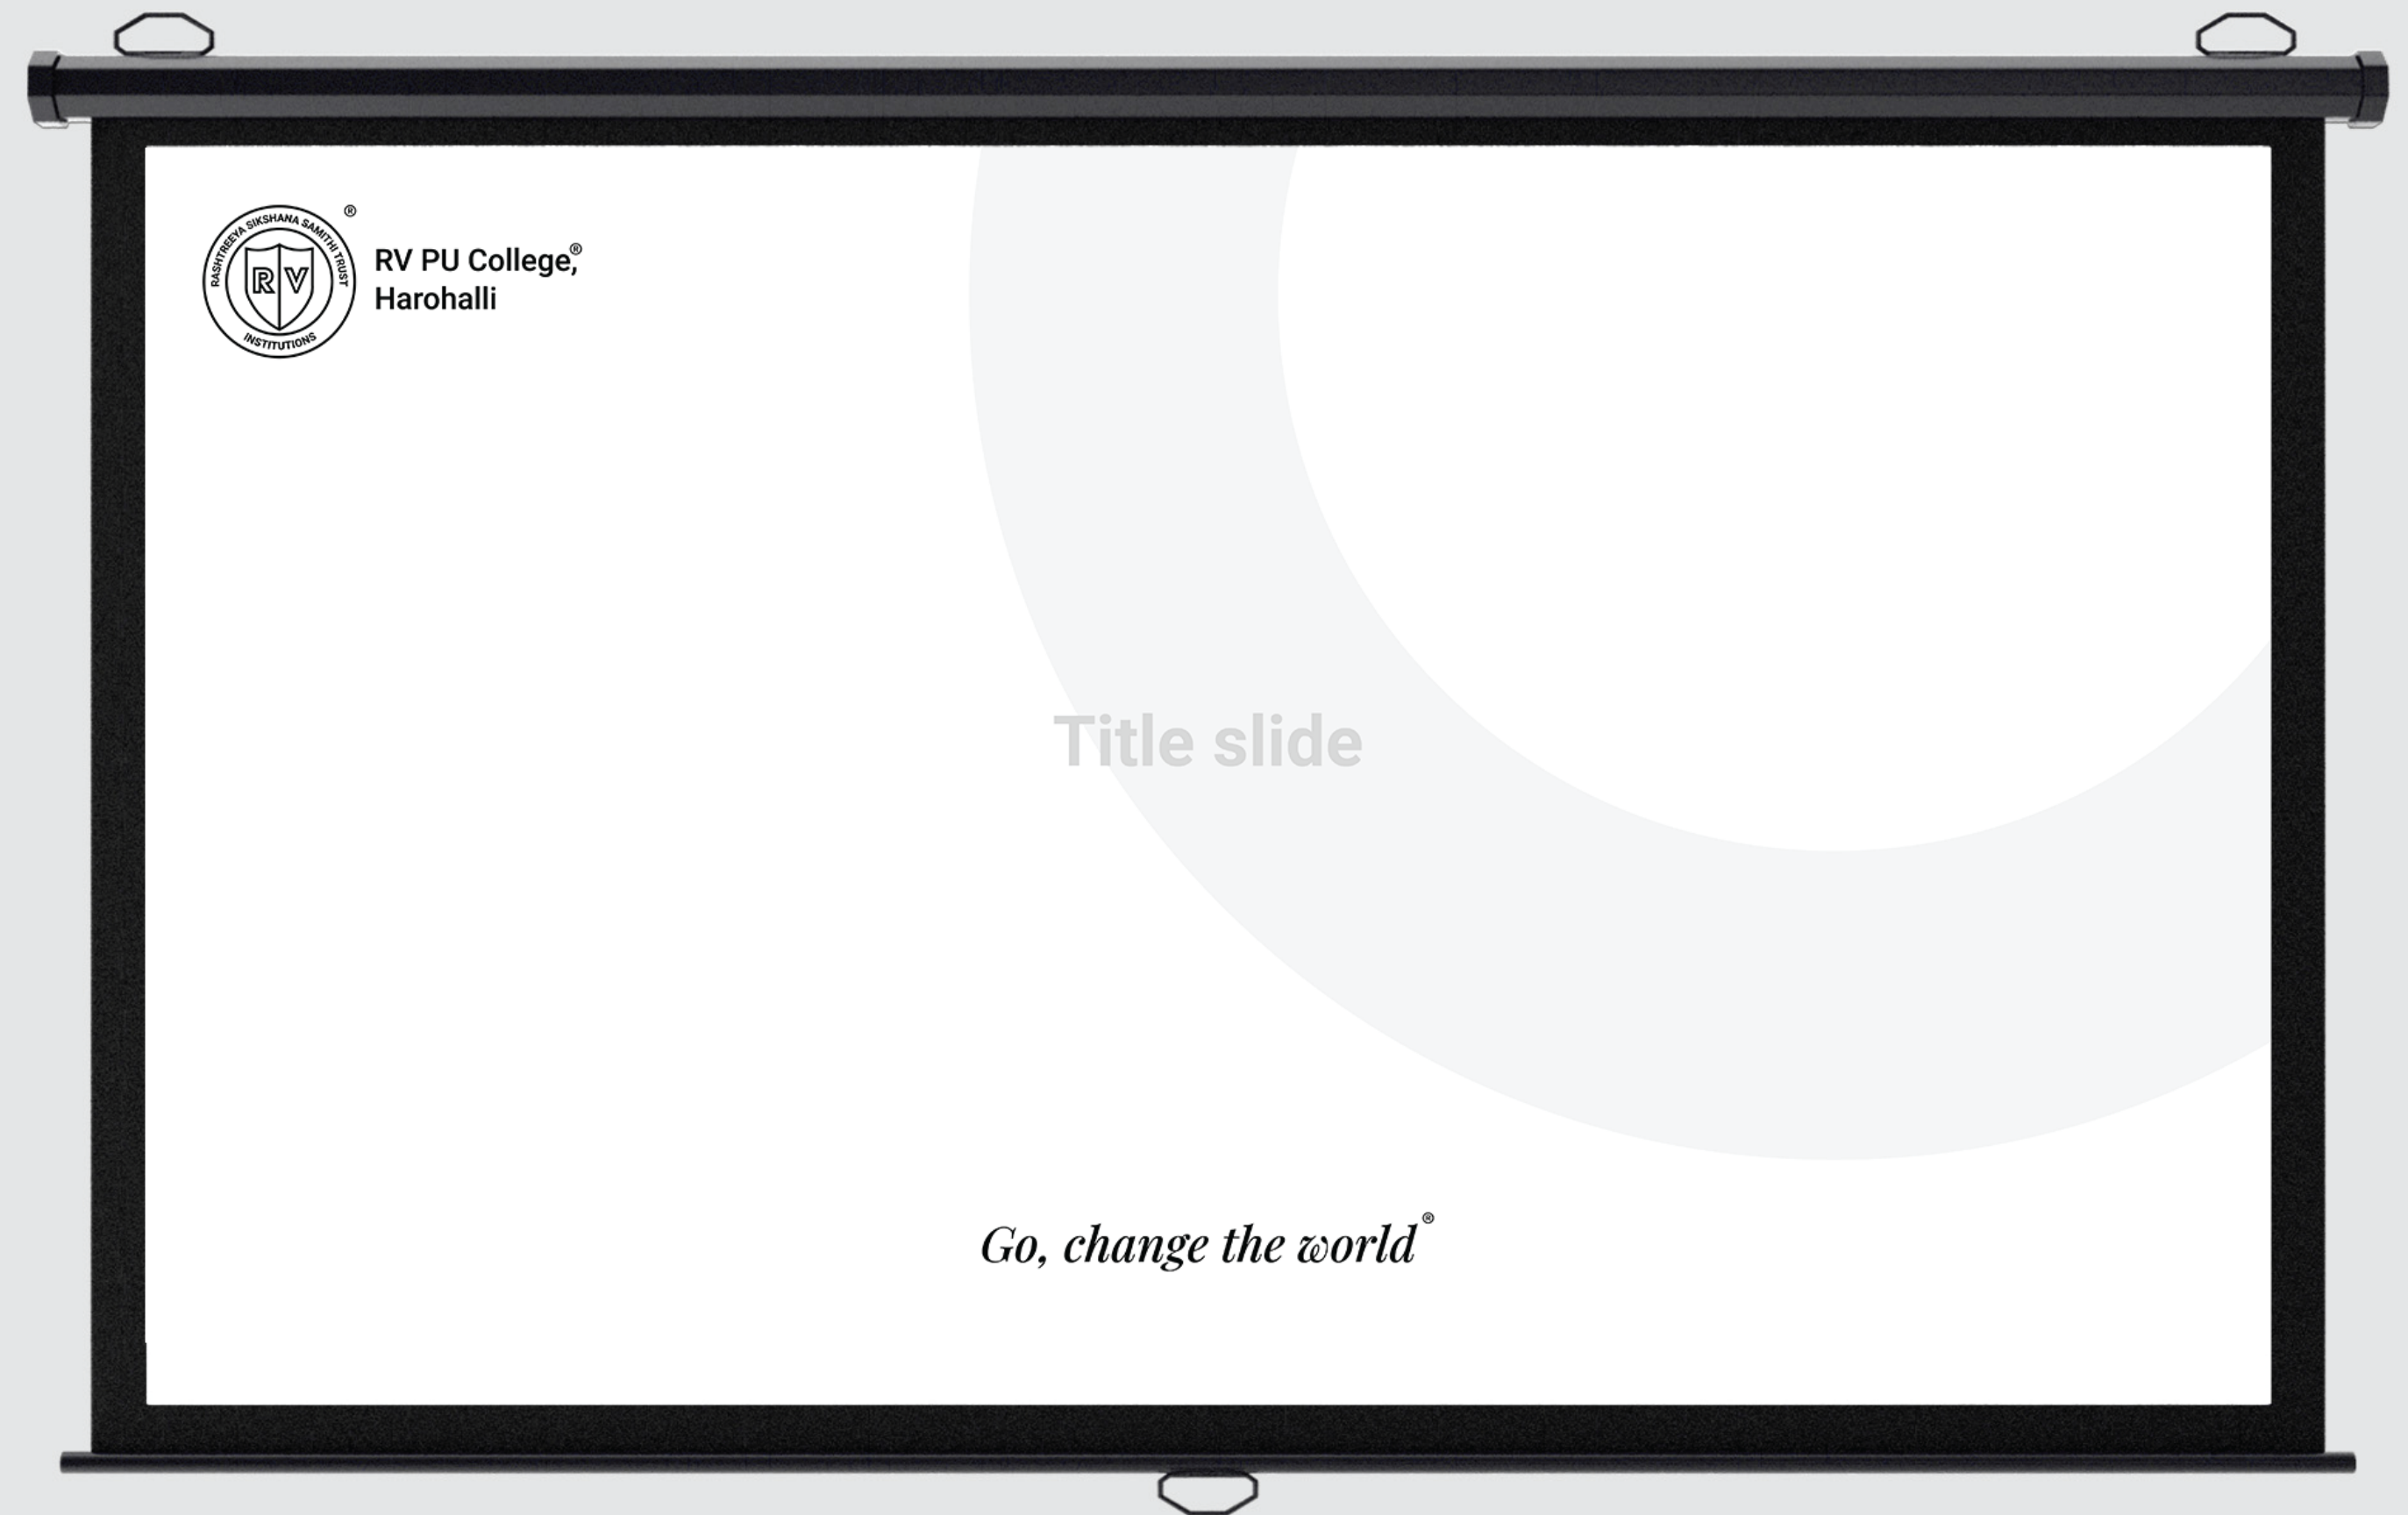 RASHTREEYA SIKSHANA SAMITHI TRUST
®
RV
INSTITUTIONS
RV PU College,®
Harohalli
Title slide
Go, change the world®